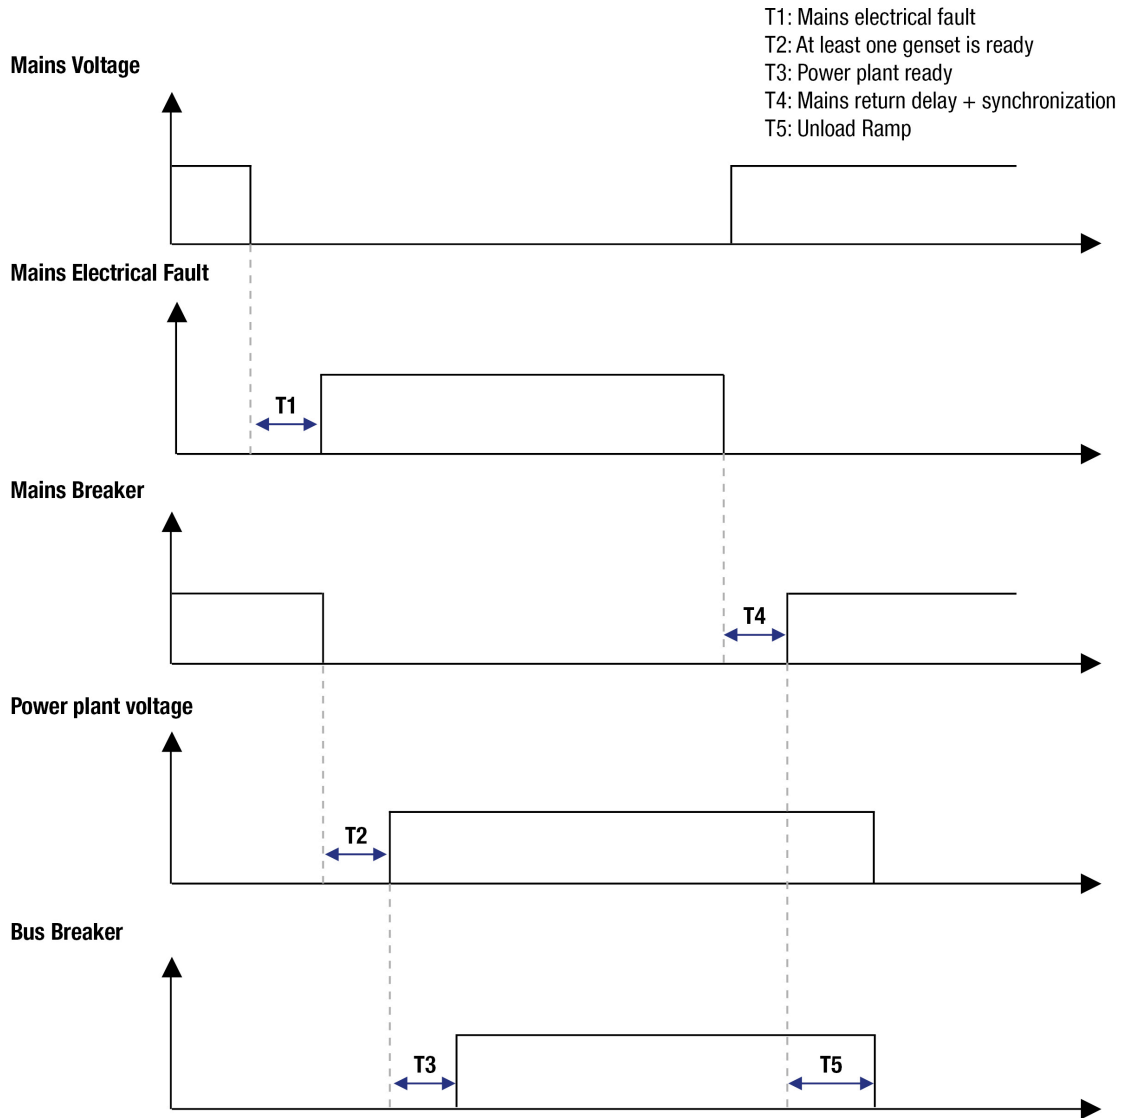 T1: Mains electrical fault
T2: At least one genset is ready
T3: Power plant ready
T4: Mains return delay + synchronization
T5: Unload Ramp
Mains Voltage
Mains Electrical Fault
T1
Mains Breaker
T4
Power plant voltage
T2
Bus Breaker
T3
T5